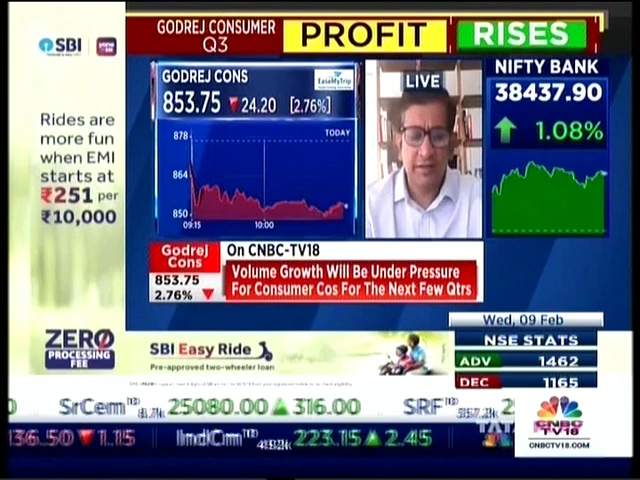 SBI
yono
SBI
GODREJ CONSUMER
Q3
PROFIT
RISES
Rides are
more fun
when EMI
starts at
₹251 per
₹10,000
GODREJ CONS
EaseMyTrip
853.75 ▼ 24.20 [2.76%]
TODAY
878
864
850
09:15
10:00
LIVE
NIFTY BANK
38437.90
1.08%
Godrej
Cons
853.75
2.76% ▼
On CNBC-TV18
Volume Growth Will Be Under Pressure
For Consumer Cos For The Next Few Qtrs
ZERO
PROCESSING
FEE
SBI Easy Ride
Pre-approved two-wheeler loan
Wed, 09 Feb
NSE STATS
ADV 1462
DEC 1165
SrCem 25080.00 ▲ 316.00 SRF
136.50 ▼ 1.15 IndCm 223.15 ▲ 2.45
CNBC
TV18
CNBCTV18.COM